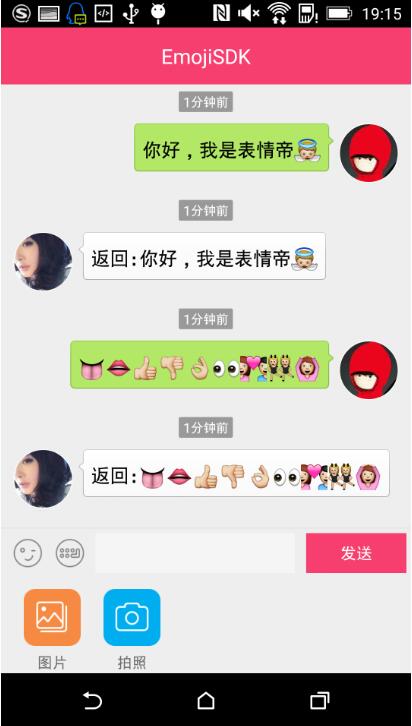 19:15
EmojiSDK
1分钟前
你好，我是表情帝👼
1分钟前
返回:你好，我是表情帝👼
1分钟前
👅👄👍👎👌👀💑👯🙆
1分钟前
返回:👅👄👍👎👌👀💑👯🙆
发送
图片
拍照